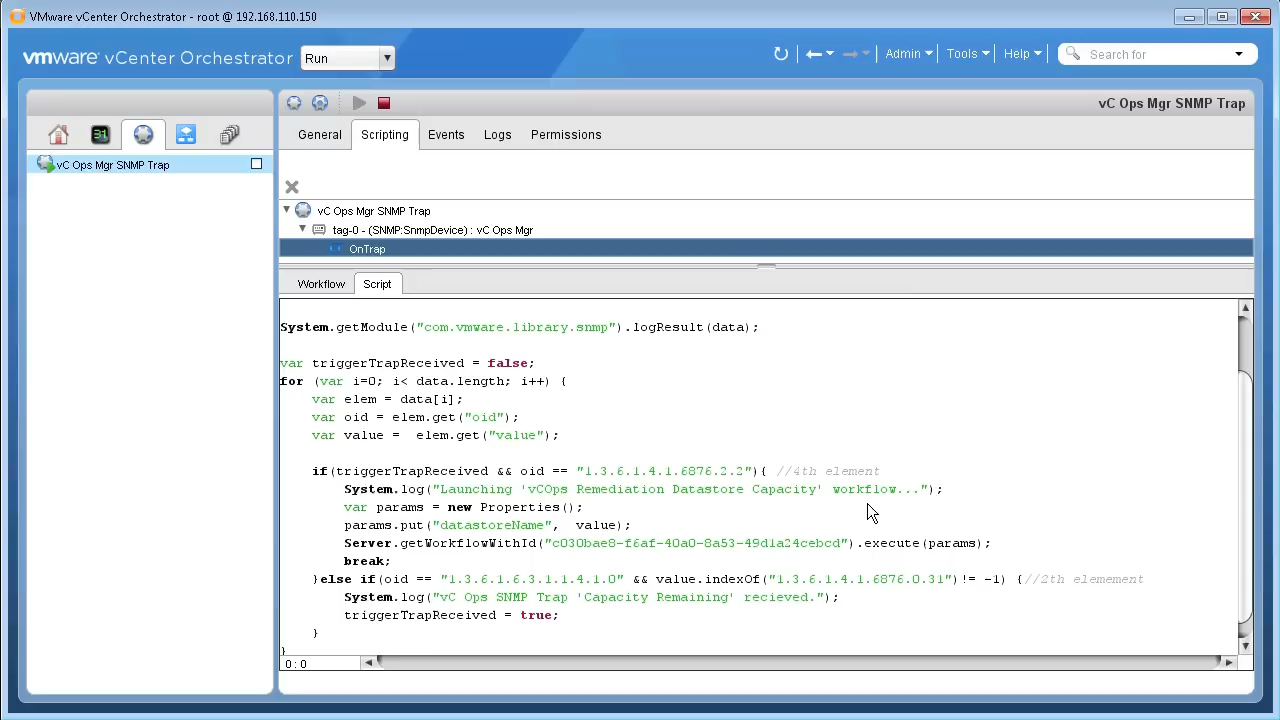 VMware vCenter Orchestrator - root @ 192.168.110.150
vmware vCenter Orchestrator Run Admin Tools Help Search for
vC Ops Mgr SNMP Trap
31
General Scripting Events Logs Permissions
vC Ops Mgr SNMP Trap
vC Ops Mgr SNMP Trap
tag-0 - (SNMP:SnmpDevice) : vC Ops Mgr
OnTrap
Workflow Script
System.getModule("com.vmware.library.snmp").logResult(data);
var triggerTrapReceived = false;
for (var i=0; i< data.length; i++) {
var elem = data[i];
var oid = elem.get("oid");
var value =  elem.get("value");
if(triggerTrapReceived && oid == "1.3.6.1.4.1.6876.2.2"){ //4th element
System.log("Launching 'vCOps Remediation Datastore Capacity' workflow...");
var params = new Properties();
params.put("datastoreName",  value);
Server.getWorkflowWithId("c030bae8-f6af-40a0-8a53-49d1a24cebcd").execute(params);
break;
}else if(oid == "1.3.6.1.6.3.1.1.4.1.0" && value.indexOf("1.3.6.1.4.1.6876.0.31")!= -1) {//2th elemement
System.log("vC Ops SNMP Trap 'Capacity Remaining' recieved.");
triggerTrapReceived = true;
}
}
0:0